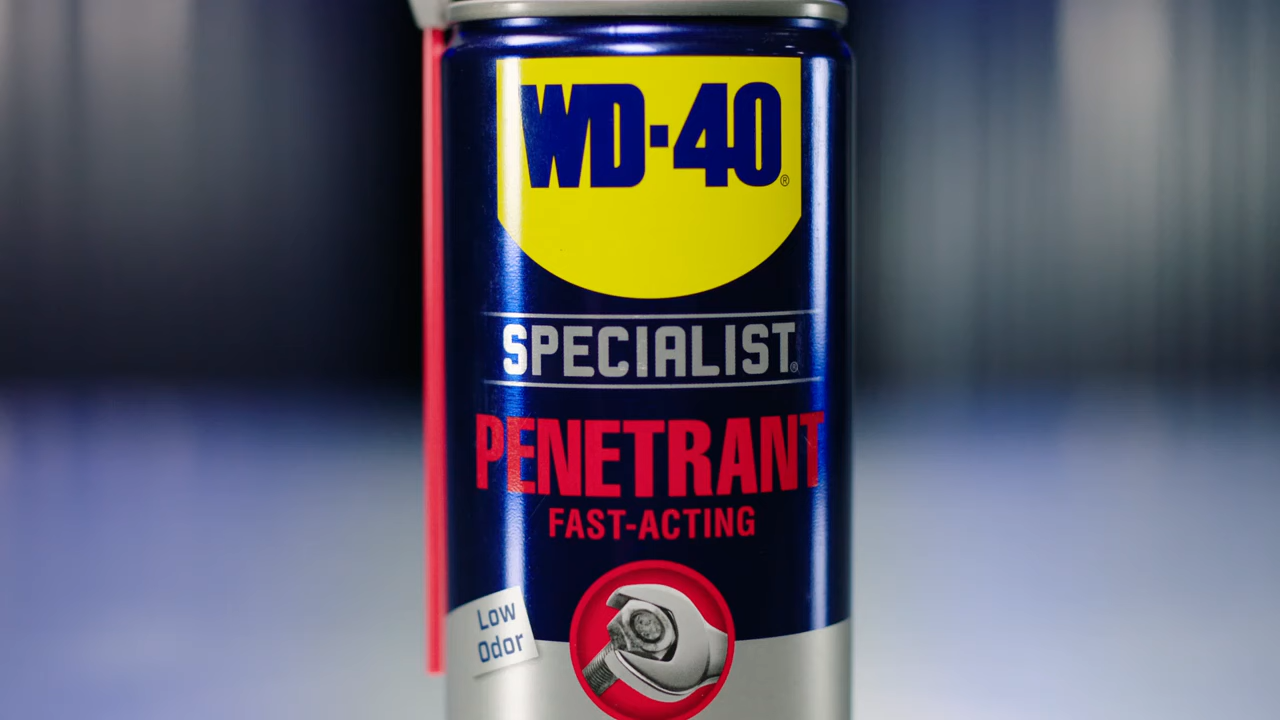 WD-40®
SPECIALIST®
PENETRANT
FAST-ACTING
Low
Odor